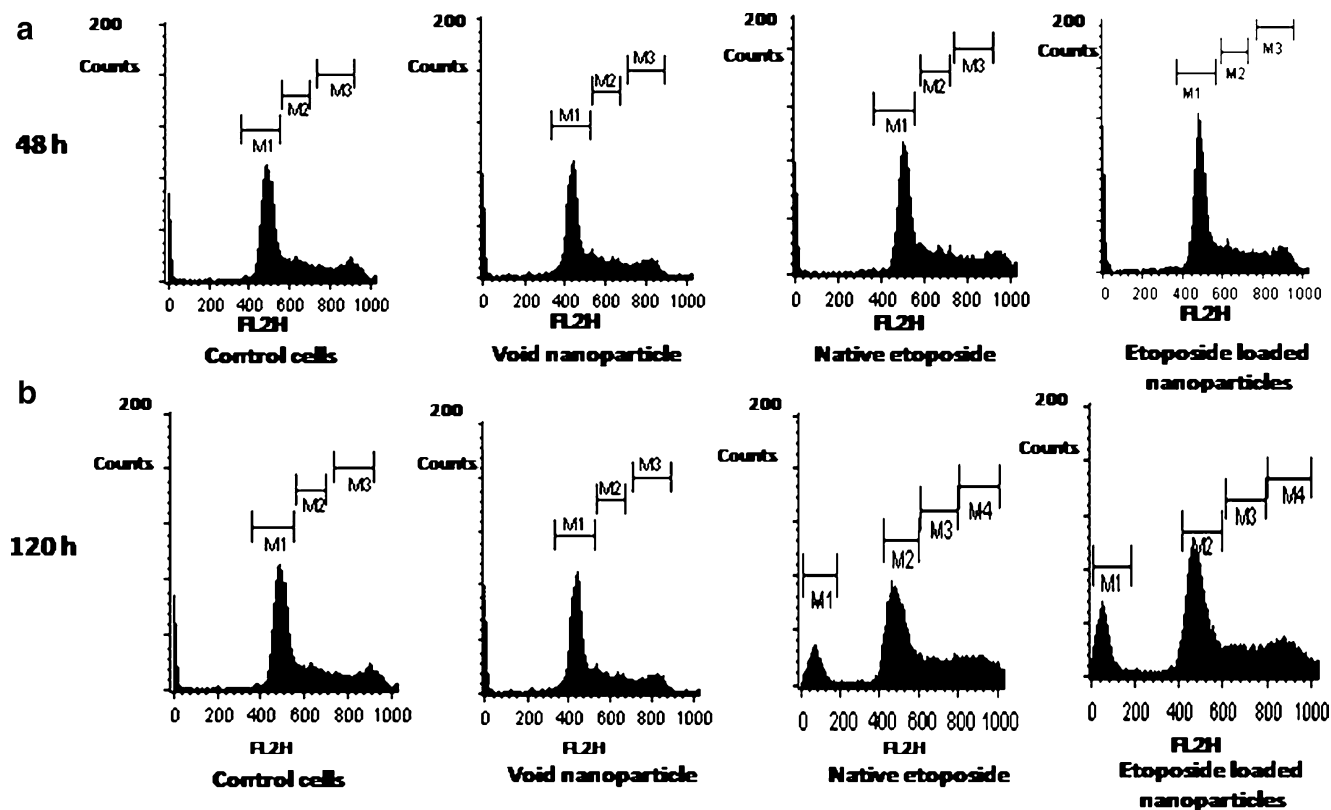 a
48 h
200
Counts
M1
M2
M3
0 200 400 600 800 1000
FL2H
Control cells
200
Counts
M1
M2
M3
0 200 400 600 800 1000
FL2H
Void nanoparticle
200
Counts
M1
M2
M3
0 200 400 600 800 1000
FL2H
Native etoposide
200
Counts
M1
M2
M3
0 200 400 600 800 1000
FL2H
Etoposide loaded
nanoparticles
b
120 h
200
Counts
M1
M2
M3
0 200 400 600 800 1000
FL2H
Control cells
200
Counts
M1
M2
M3
0 200 400 600 800 1000
FL2H
Void nanoparticle
200
Counts
M1
M2
M3
M4
0 200 400 600 800 1000
FL2H
Native etoposide
200
Counts
M1
M2
M3
M4
0 200 400 600 800 1000
FL2H
Etoposide loaded
nanoparticles